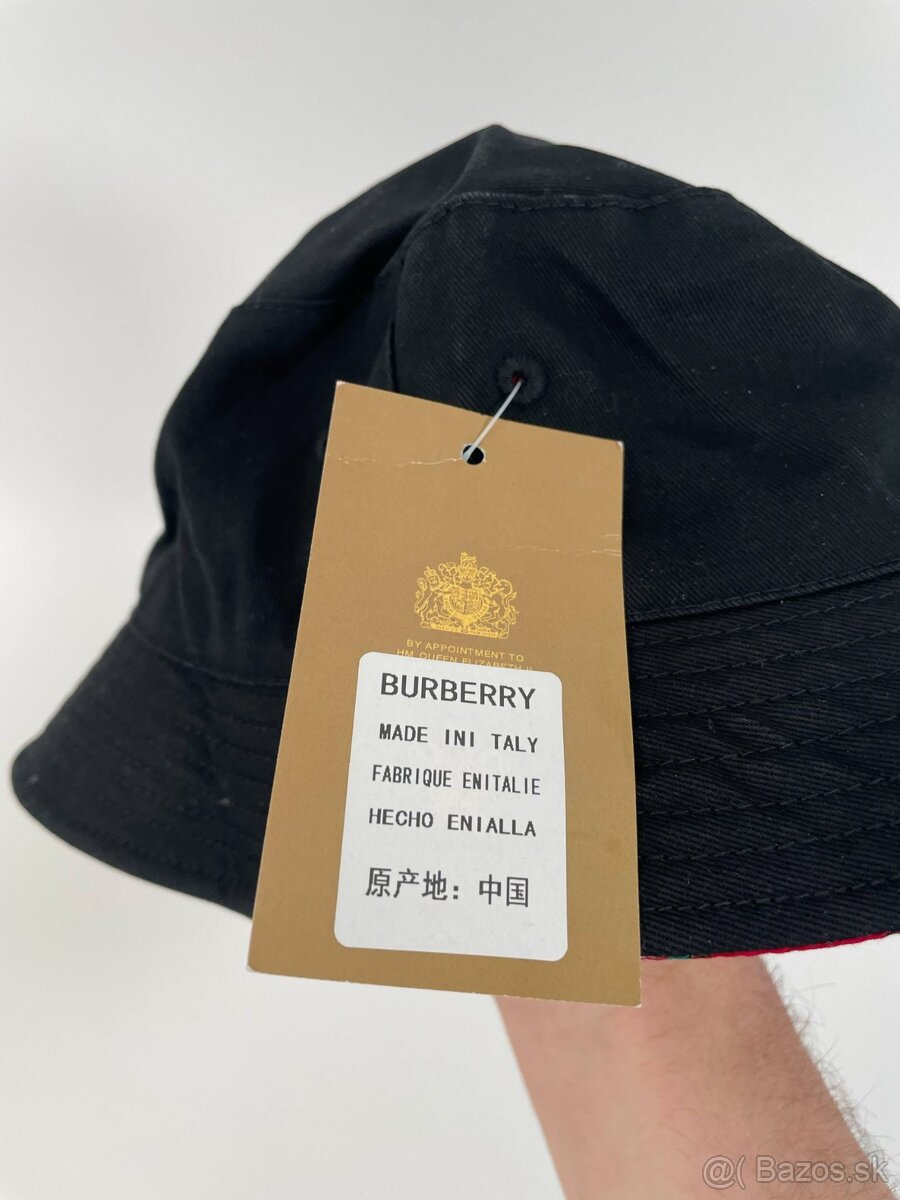 BY APPOINTMENT TO
HM QUEEN ELIZABETH II
BURBERRY
MADE INI TALY
FABRIQUE ENITALIE
HECHO ENIALLA
原产地：中国
@( Bazos.sk